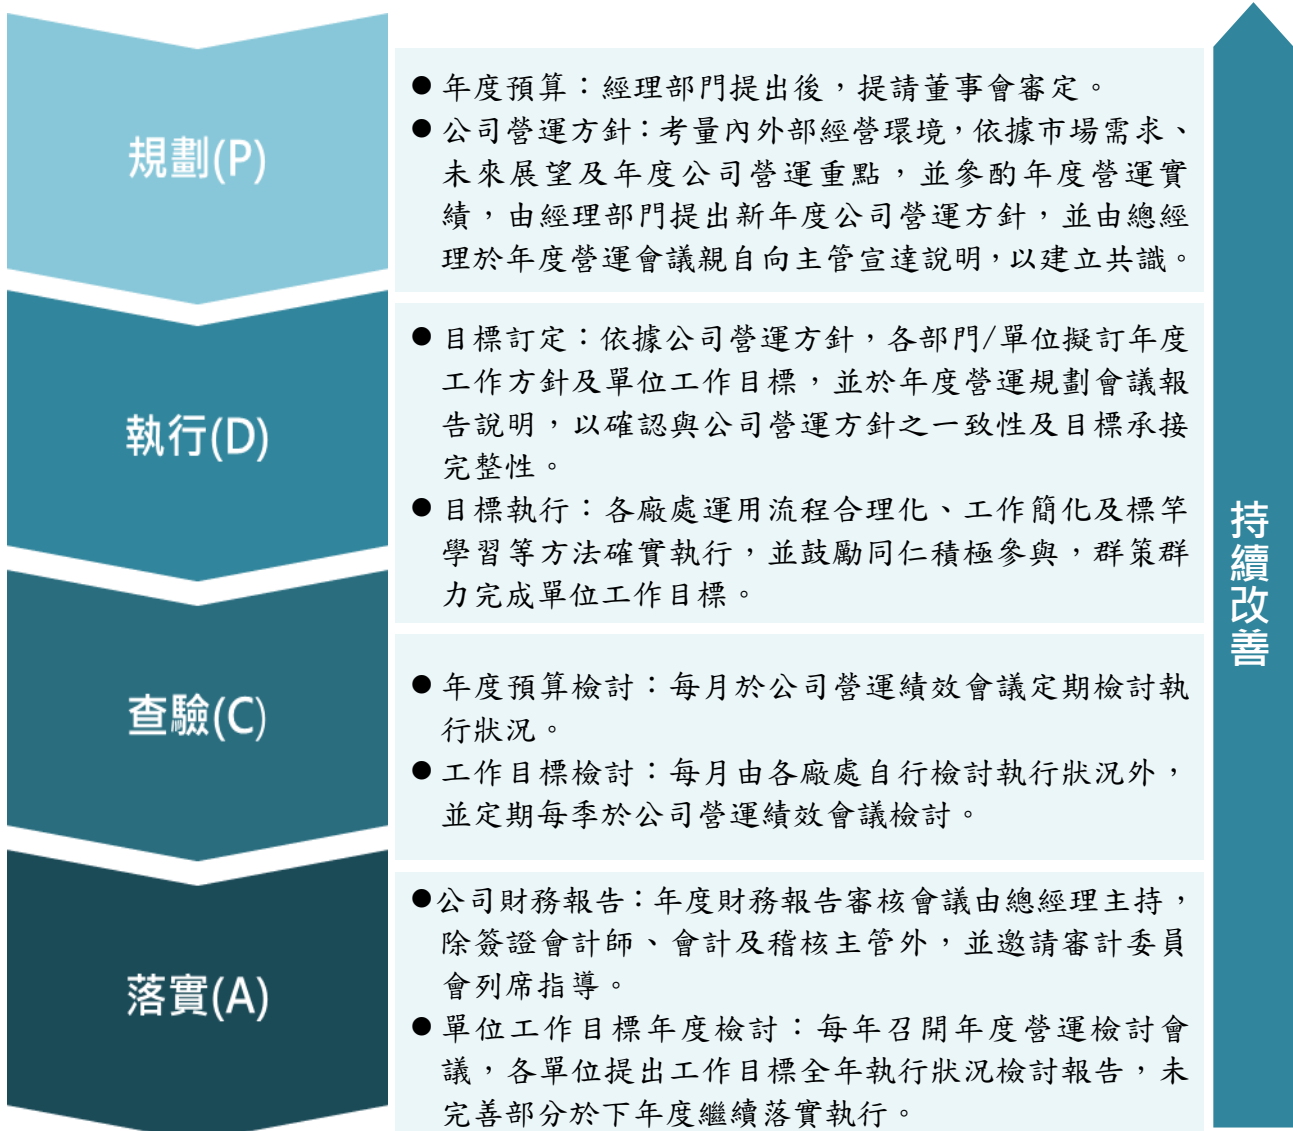 規劃(P)
● 年度預算：經理部門提出後，提請董事會審定。
● 公司營運方針：考量內外部經營環境，依據市場需求、
未來展望及年度公司營運重點，並參酌年度營運實
績，由經理部門提出新年度公司營運方針，並由總經
理於年度營運會議親自向主管宣達說明，以建立共識。
執行(D)
● 目標訂定：依據公司營運方針，各部門/單位擬訂年度
工作方針及單位工作目標，並於年度營運規劃會議報
告說明，以確認與公司營運方針之一致性及目標承接
完整性。
● 目標執行：各廠處運用流程合理化、工作簡化及標竿
學習等方法確實執行，並鼓勵同仁積極參與，群策群
力完成單位工作目標。
查驗(C)
● 年度預算檢討：每月於公司營運績效會議定期檢討執
行狀況。
● 工作目標檢討：每月由各廠處自行檢討執行狀況外，
並定期每季於公司營運績效會議檢討。
落實(A)
●公司財務報告：年度財務報告審核會議由總經理主持，
除簽證會計師、會計及稽核主管外，並邀請審計委員
會列席指導。
● 單位工作目標年度檢討：每年召開年度營運檢討會
議，各單位提出工作目標全年執行狀況檢討報告，未
完善部分於下年度繼續落實執行。
持續改善